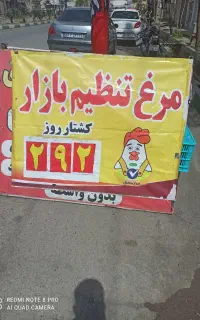 مرغ تنظیم بازار
کشتار روز
۲۹۲
بدون واسطه
REDMI NOTE 8 PRO
AI QUAD CAMERA